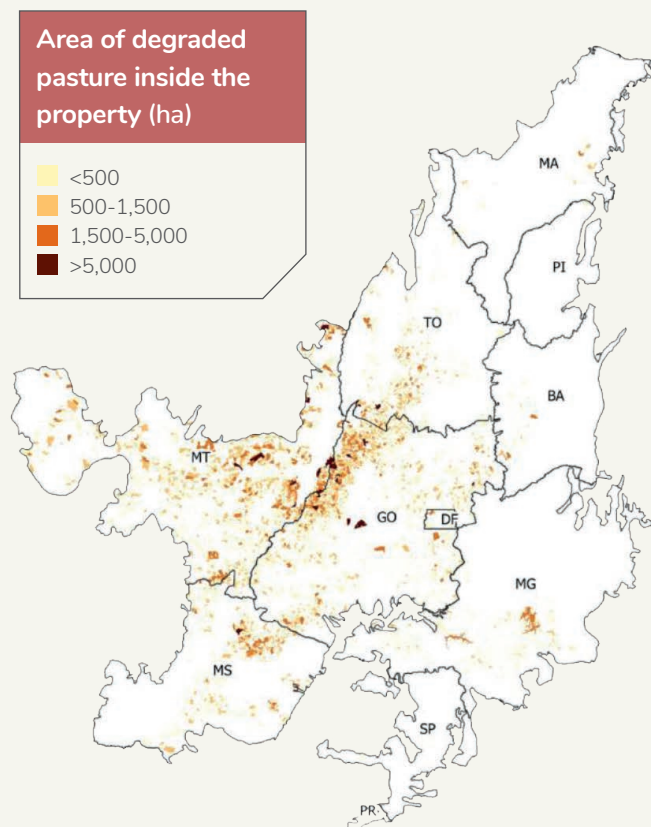 Area of degraded
pasture inside the
property (ha)
<500
500-1,500
1,500-5,000
>5,000
MA
PI
TO
BA
MT
GO
DF
MG
MS
SP
PR